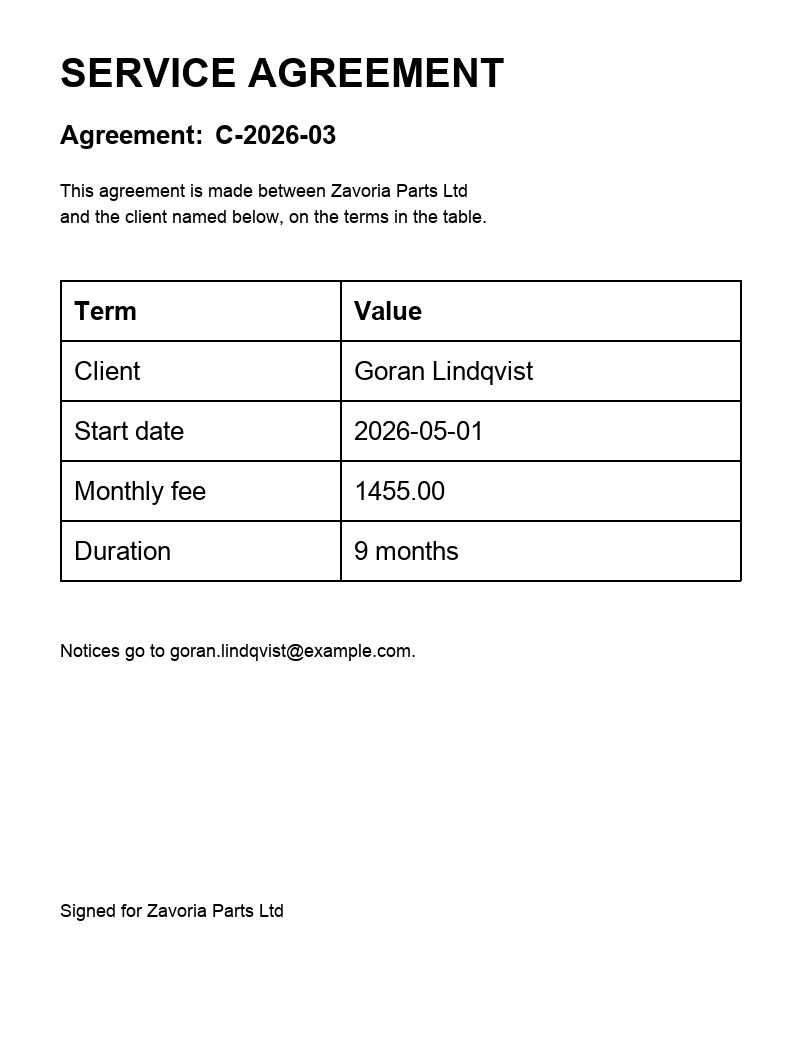 SERVICE AGREEMENT
Agreement: C-2026-03
This agreement is made between Zavoria Parts Ltd
and the client named below, on the terms in the table.
Term Value
Client Goran Lindqvist
Start date 2026-05-01
Monthly fee 1455.00
Duration 9 months
Notices go to goran.lindqvist@example.com.
Signed for Zavoria Parts Ltd